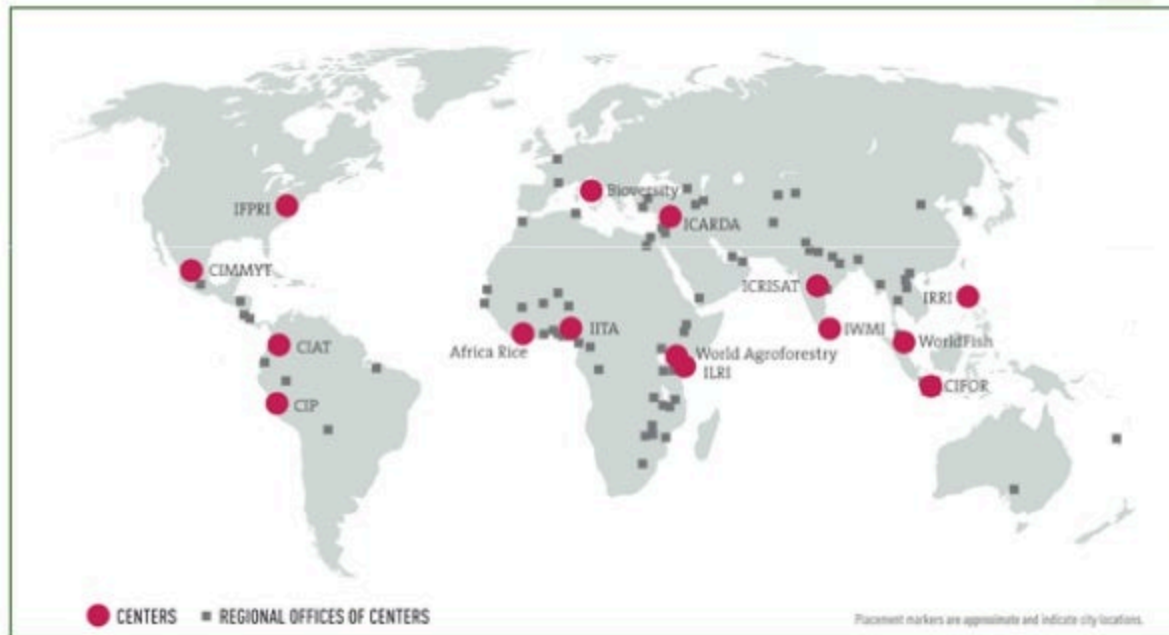 Bioversity
IFPRI
ICARDA
CIMMYT
ICRISAT
IRRI
IITA
IWMI
Africa Rice
WorldFish
CIAT
World Agroforestry
ILRI
CIFOR
CIP
CENTERS
REGIONAL OFFICES OF CENTERS
Placement markers are approximate and indicate city locations.